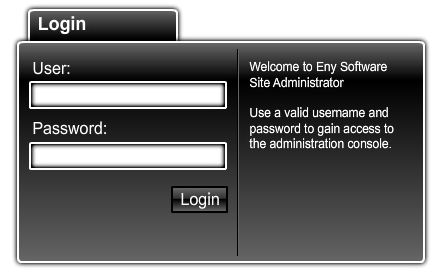 Login
User:
Password:
Login
Welcome to Eny Software
Site Administrator
Use a valid username and
password to gain access to
the administration console.